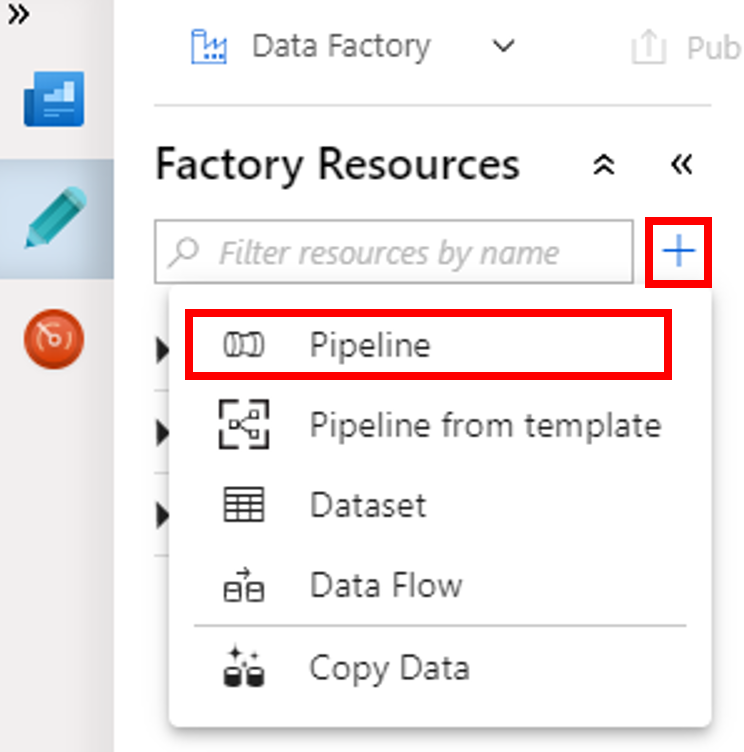 Data Factory
Pub
Factory Resources
Filter resources by name
Pipeline
Pipeline from template
Dataset
Data Flow
Copy Data